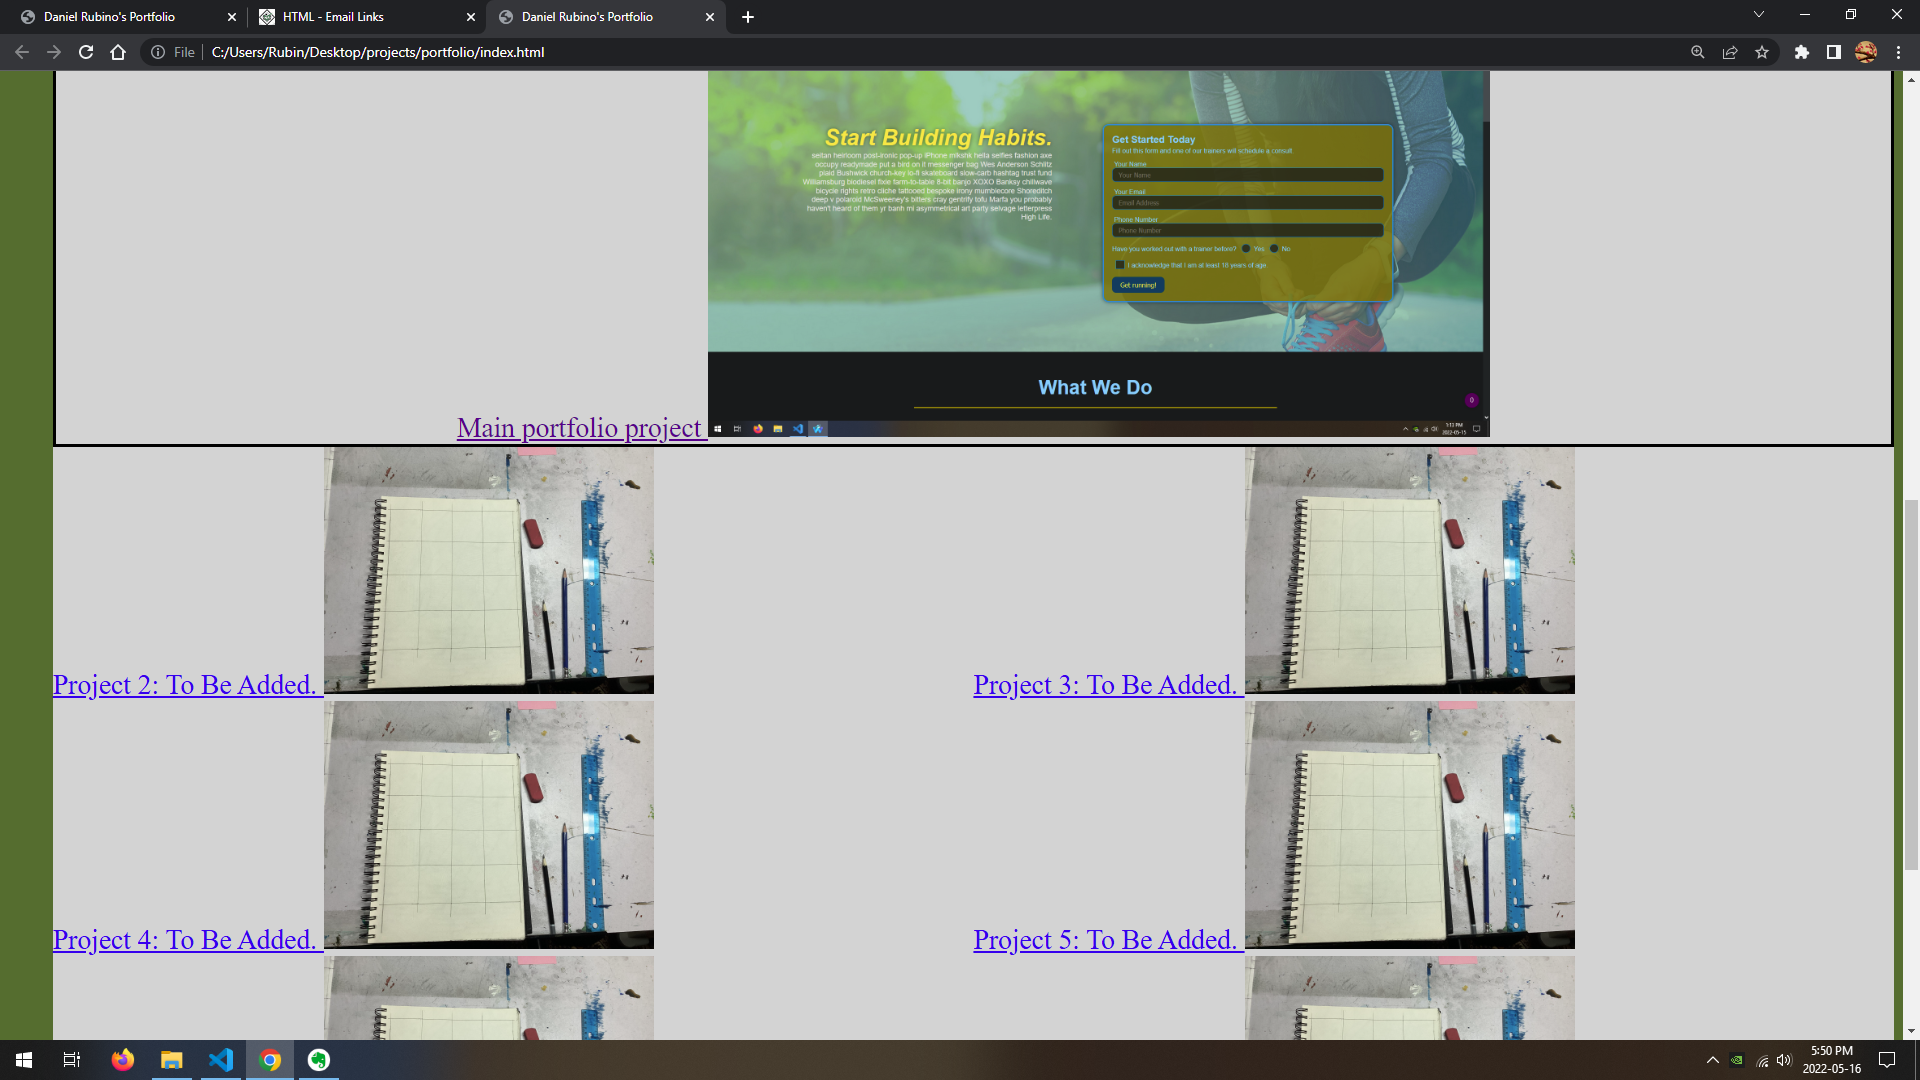 Daniel Rubino's Portfolio
HTML - Email Links
Daniel Rubino's Portfolio
File
C:/Users/Rubin/Desktop/projects/portfolio/index.html
Start Building Habits.
seitan heirloom post-ironic pop-up iPhone mlkshk hella selfies fashion axe
occupy readymade put a bird on it messenger bag Wes Anderson Schlitz
plaid Bushwick church-key lo-fi skateboard slow-carb hashtag trust fund
Williamsburg biodiesel fixie farm-to-table 8-bit banjo XOXO Banksy chillwave
bicycle rights retro cliche tattooed bespoke irony mumblecore Shoreditch
deep v polaroid McSweeney's bitters cray gentrify tofu Marfa you probably
haven't heard of them yr banh mi asymmetrical art party selvage letterpress
High Life.
Get Started Today
Fill out this form and one of our trainers will schedule a consult.
Your Name
Your Name
Your Email
Email Address
Phone Number
Phone Number
Have you worked out with a trainer before? Yes No
I acknowledge that I am at least 18 years of age
Get running!
What We Do
0
5:13 PM
2022-05-15
Main portfolio project
Project 2: To Be Added.
Project 3: To Be Added.
Project 4: To Be Added.
Project 5: To Be Added.
5:50 PM
2022-05-16